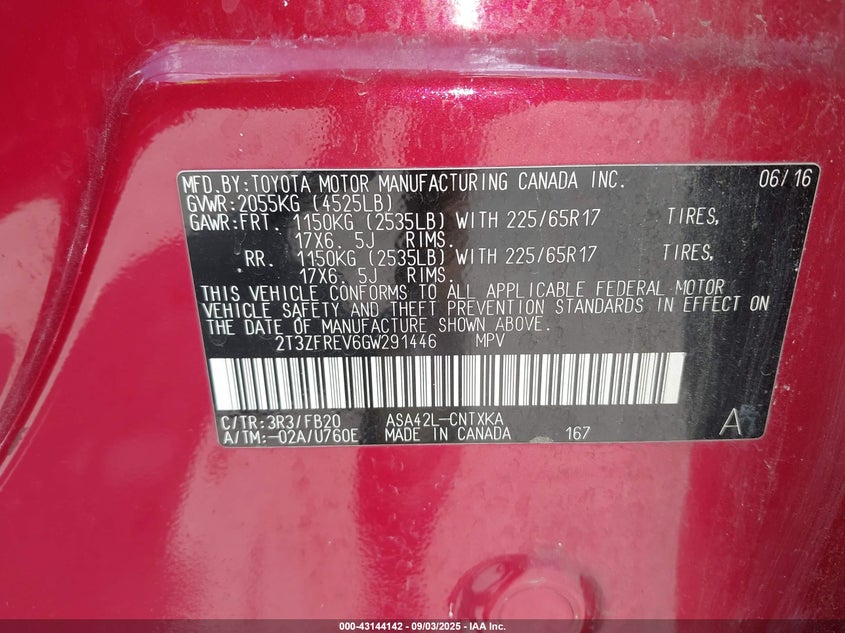 MFD.BY:TOYOTA MOTOR MANUFACTURING CANADA INC. 06/16
GVWR:2055KG (4525LB)
GAWR:FRT. 1150KG (2535LB) WITH 225/65R17 TIRES,
17X6. 5J RIMS.
RR. 1150KG (2535LB) WITH 225/65R17 TIRES,
17X6. 5J RIMS.
THIS VEHICLE CONFORMS TO ALL APPLICABLE FEDERAL MOTOR
VEHICLE SAFETY AND THEFT PREVENTION STANDARDS IN EFFECT ON
THE DATE OF MANUFACTURE SHOWN ABOVE.
2T3ZFREV6GW291446 MPV
C/TR:3R3/FB20 ASA42L-CNTXKA
A/TM:-02A/U760E MADE IN CANADA 167 A
000-43144142 - 09/03/2025 - IAA Inc.